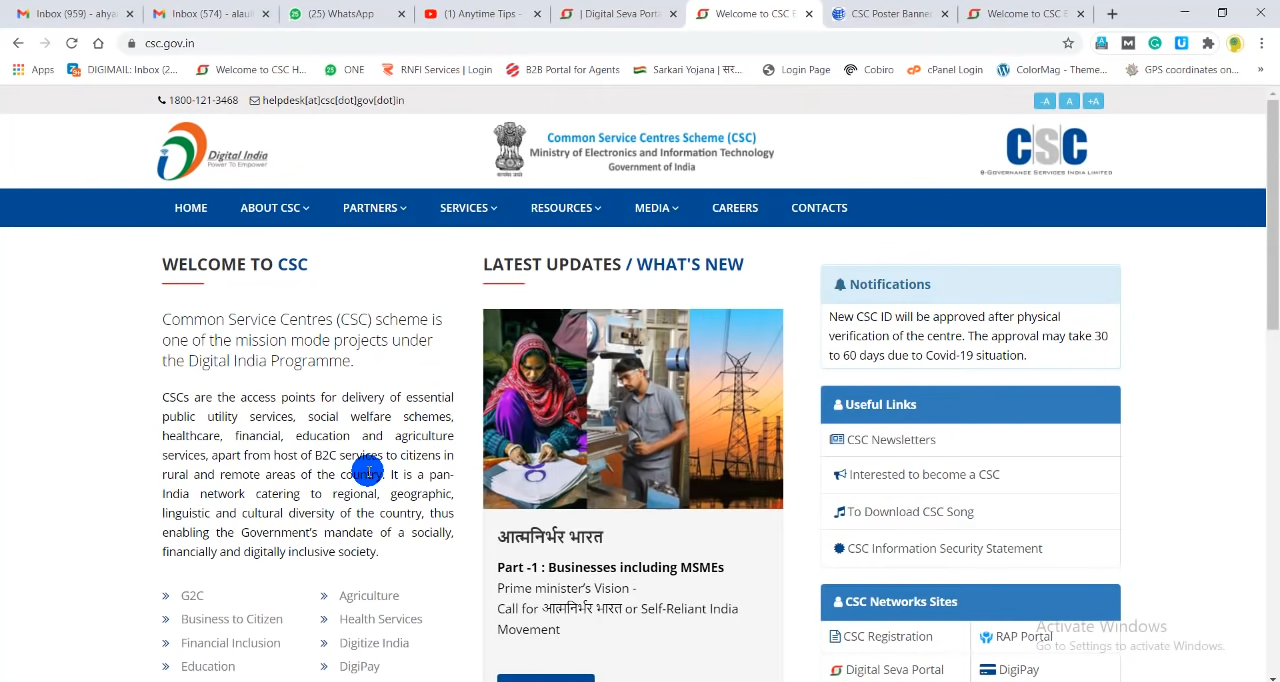 Inbox (959) - ahya
Inbox (574) - alaul
(25) WhatsApp
(1) Anytime Tips -
| Digital Seva Porta
Welcome to CSC E
CSC Poster Banne
Welcome to CSC E
csc.gov.in
Apps
DIGIMAIL: Inbox (2...
Welcome to CSC H...
ONE
RNFI Services | Login
B2B Portal for Agents
Sarkari Yojana | सर...
Login Page
Cobiro
cPanel Login
ColorMag - Theme...
GPS coordinates on...
1800-121-3468 helpdesk[at]csc[dot]gov[dot]in
-A A +A
Digital India
Power To Empower
सत्यमेव जयते
Common Service Centres Scheme (CSC)
Ministry of Electronics and Information Technology
Government of India
CSC
e-Governance Services India Limited
HOME ABOUT CSC PARTNERS SERVICES RESOURCES MEDIA CAREERS CONTACTS
WELCOME TO CSC
Common Service Centres (CSC) scheme is
one of the mission mode projects under
the Digital India Programme.
CSCs are the access points for delivery of essential
public utility services, social welfare schemes,
healthcare, financial, education and agriculture
services, apart from host of B2C services to citizens in
rural and remote areas of the country. It is a pan-
India network catering to regional, geographic,
linguistic and cultural diversity of the country, thus
enabling the Government's mandate of a socially,
financially and digitally inclusive society.
G2C
Agriculture
Business to Citizen
Health Services
Financial Inclusion
Digitize India
Education
DigiPay
LATEST UPDATES / WHAT'S NEW
आत्मनिर्भर भारत
Part -1 : Businesses including MSMEs
Prime minister's Vision -
Call for आत्मनिर्भर भारत or Self-Reliant India
Movement
Notifications
New CSC ID will be approved after physical
verification of the centre. The approval may take 30
to 60 days due to Covid-19 situation.
Useful Links
CSC Newsletters
Interested to become a CSC
To Download CSC Song
CSC Information Security Statement
CSC Networks Sites
CSC Registration
RAP Portal
Digital Seva Portal
DigiPay
Activate Windows
Go to Settings to activate Windows.